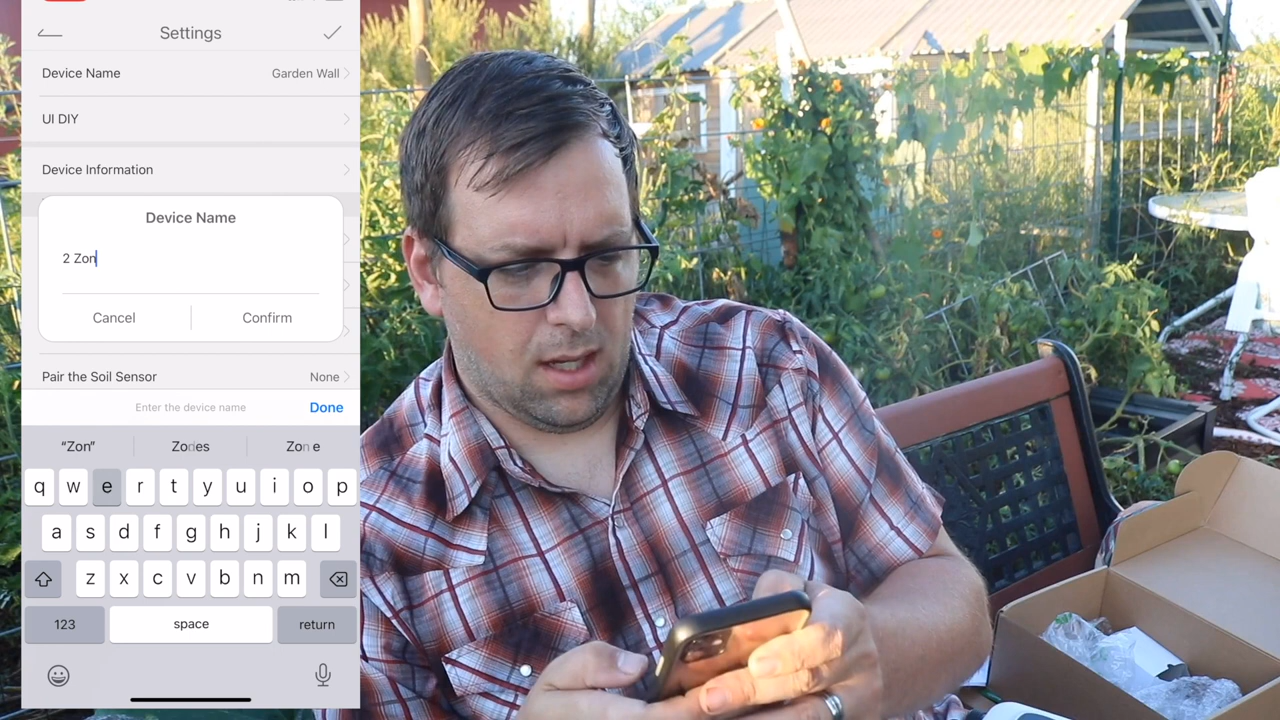 Settings
Device Name Garden Wall
UI DIY
Device Information
Device Name
2 Zon
Cancel Confirm
Pair the Soil Sensor None
Enter the device name Done
“Zon” Zones Zone
q w e r t y u i o p
a s d f g h j k l
z x c v b n m
123 space return